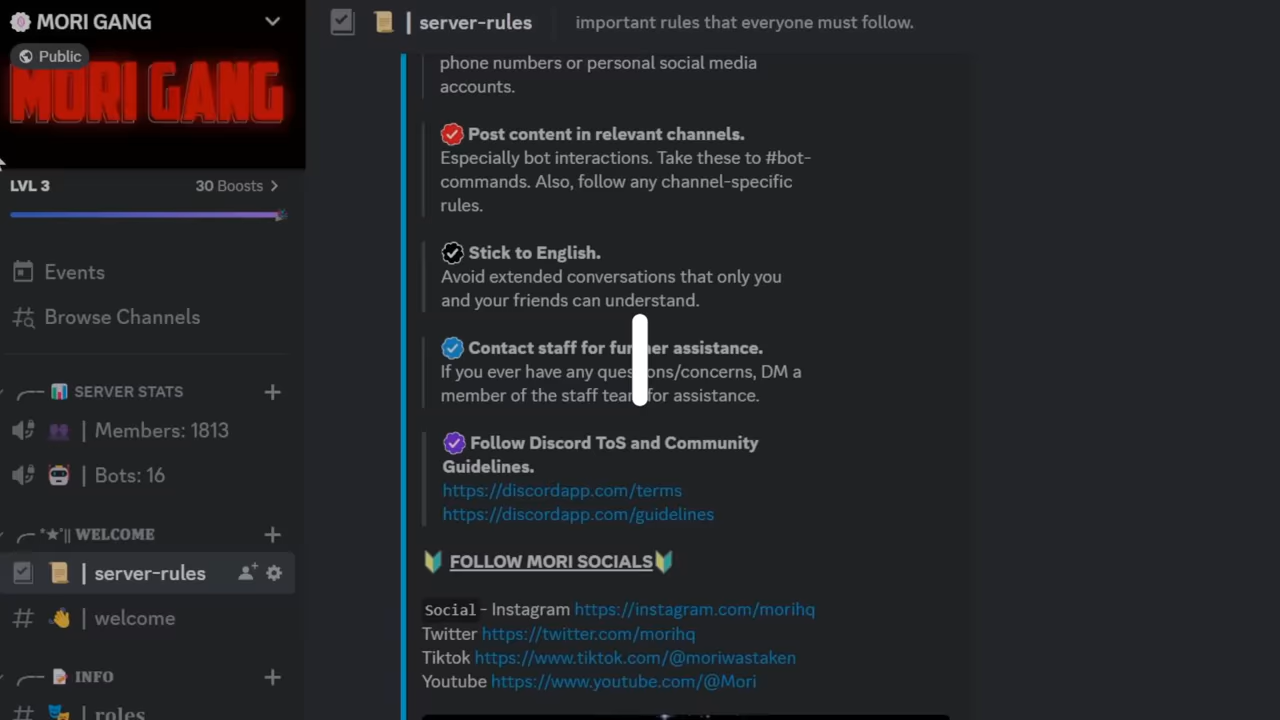 MORI GANG
Public
MORI GANG
LVL 3
30 Boosts
Events
Browse Channels
SERVER STATS
| Members: 1813
| Bots: 16
*★*|| WELCOME
| server-rules
# | welcome
INFO
| roles
| server-rules
important rules that everyone must follow.
phone numbers or personal social media
accounts.
Post content in relevant channels.
Especially bot interactions. Take these to #bot-
commands. Also, follow any channel-specific
rules.
Stick to English.
Avoid extended conversations that only you
and your friends can understand.
Contact staff for further assistance.
If you ever have any questions/concerns, DM a
member of the staff team for assistance.
Follow Discord ToS and Community
Guidelines.
https://discordapp.com/terms
https://discordapp.com/guidelines
FOLLOW MORI SOCIALS
Social - Instagram https://instagram.com/morihq
Twitter https://twitter.com/morihq
Tiktok https://www.tiktok.com/@moriwastaken
Youtube https://www.youtube.com/@Mori